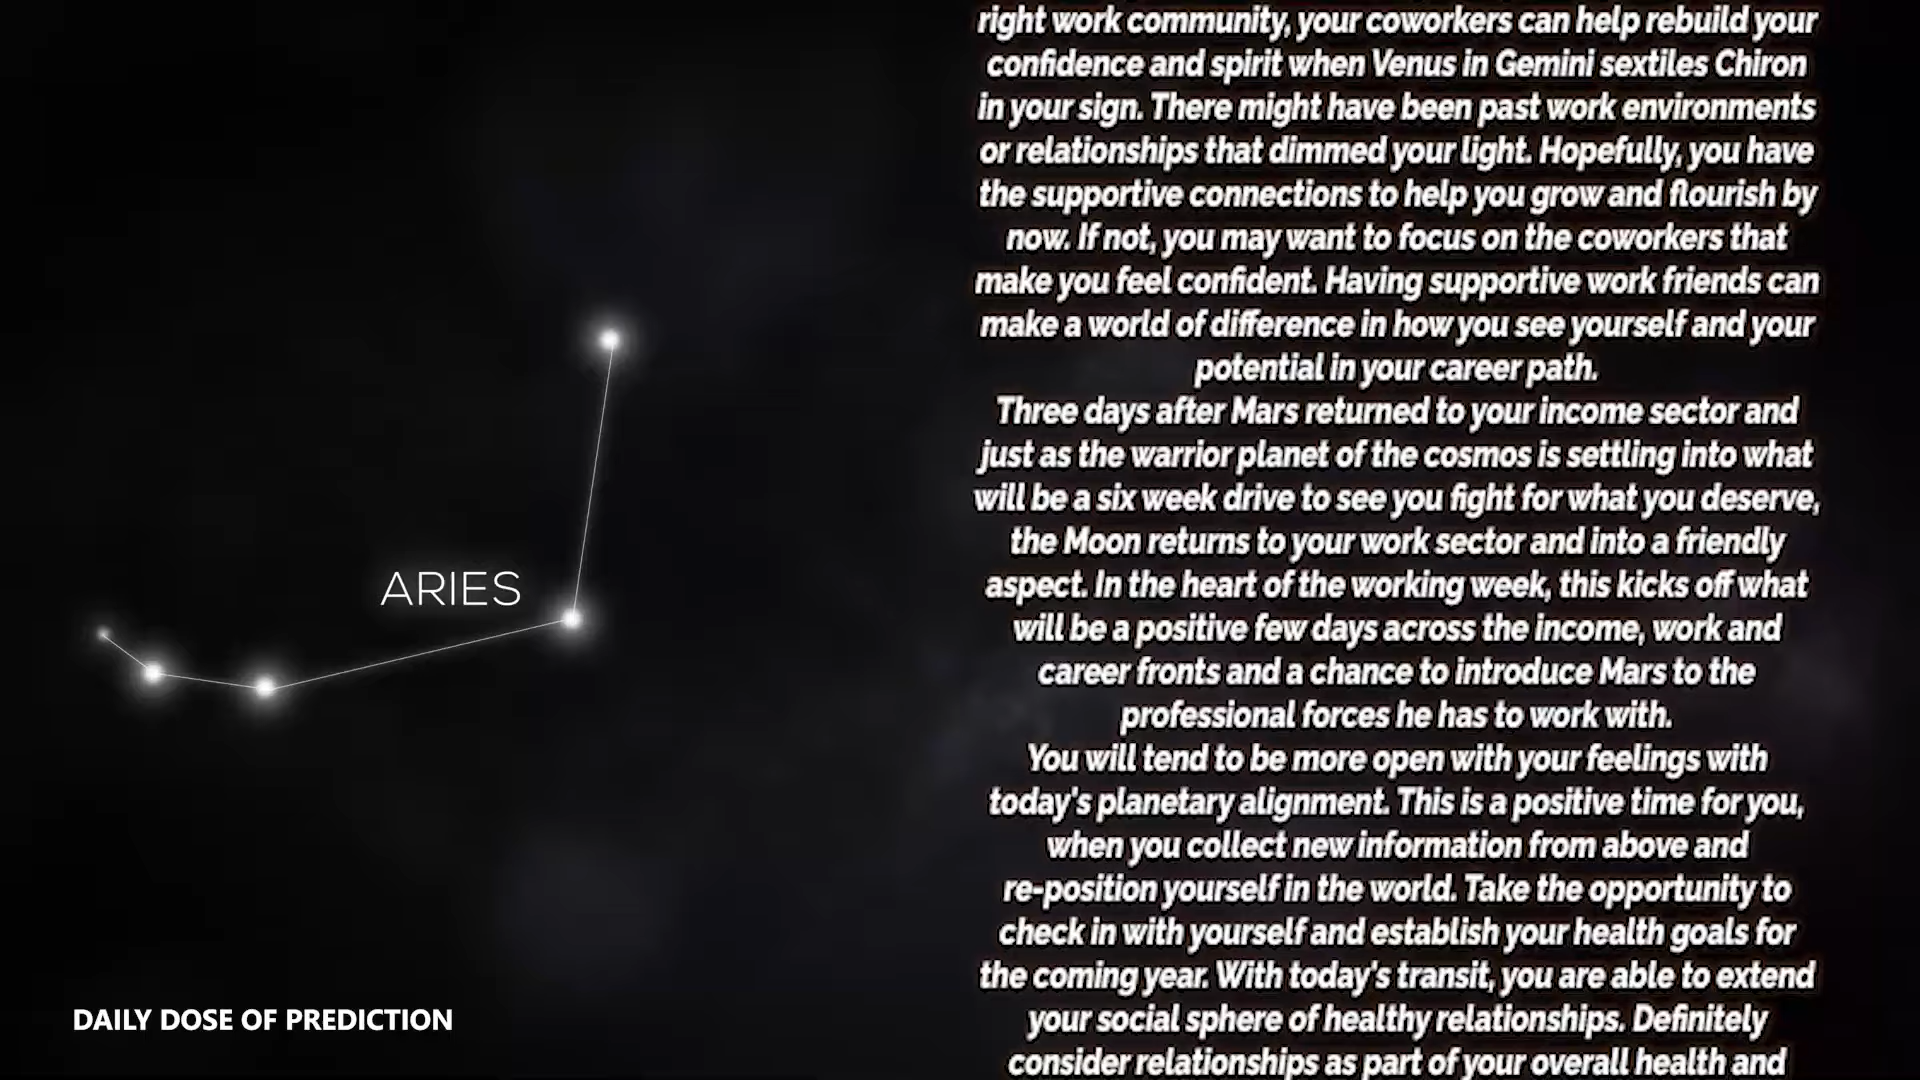 right work community, your coworkers can help rebuild your
confidence and spirit when Venus in Gemini sextiles Chiron
in your sign. There might have been past work environments
or relationships that dimmed your light. Hopefully, you have
the supportive connections to help you grow and flourish by
now. If not, you may want to focus on the coworkers that
make you feel confident. Having supportive work friends can
make a world of difference in how you see yourself and your
potential in your career path.
Three days after Mars returned to your income sector and
just as the warrior planet of the cosmos is settling into what
will be a six week drive to see you fight for what you deserve,
the Moon returns to your work sector and into a friendly
aspect. In the heart of the working week, this kicks off what
will be a positive few days across the income, work and
career fronts and a chance to introduce Mars to the
professional forces he has to work with.
You will tend to be more open with your feelings with
today's planetary alignment. This is a positive time for you,
when you collect new information from above and
re-position yourself in the world. Take the opportunity to
check in with yourself and establish your health goals for
the coming year. With today's transit, you are able to extend
your social sphere of healthy relationships. Definitely
consider relationships as part of your overall health and
ARIES
DAILY DOSE OF PREDICTION